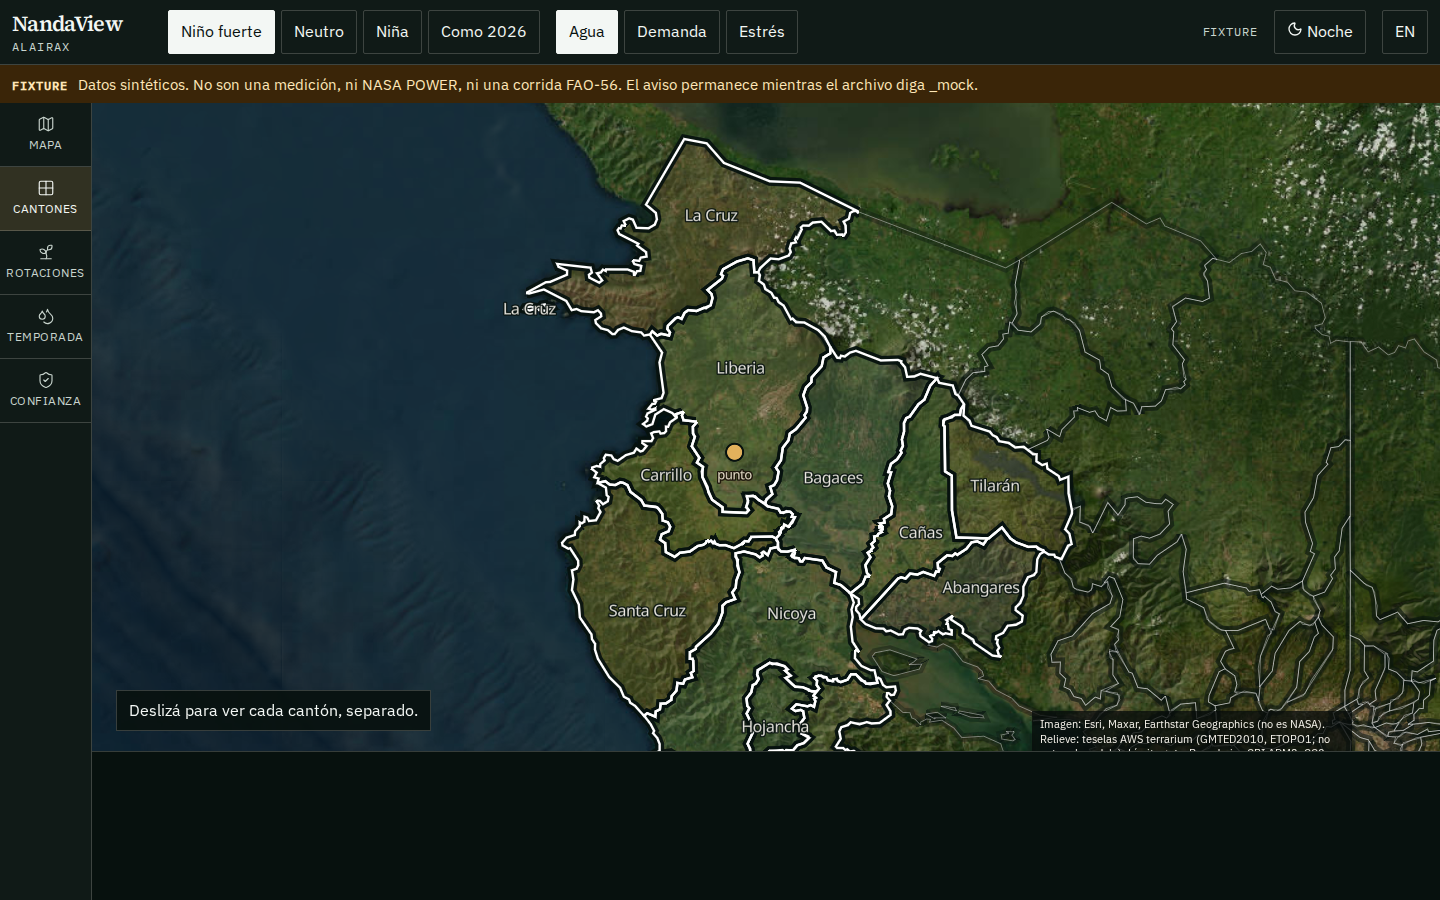 NandaView
ALAIRAX
Niño fuerte
Neutro
Niña
Como 2026
Agua
Demanda
Estrés
FIXTURE
Noche
EN
FIXTURE Datos sintéticos. No son una medición, ni NASA POWER, ni una corrida FAO-56. El aviso permanece mientras el archivo diga _mock.
MAPA
CANTONES
ROTACIONES
TEMPORADA
CONFIANZA
La Cruz
La Cruz
Liberia
Carrillo
punto
Bagaces
Tilarán
Cañas
Abangares
Santa Cruz
Nicoya
Hojancha
Deslizá para ver cada cantón, separado.
Imagen: Esri, Maxar, Earthstar Geographics (no es NASA).
Relieve: teselas AWS terrarium (GMTED2010, ETOPO1; no